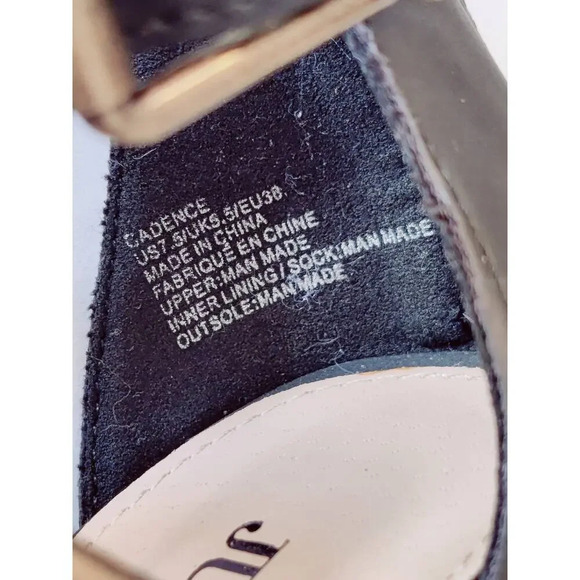 CADENCE
US7.5/UK5.5/EU38
MADE IN CHINA
FABRIQUE EN CHINE
UPPER:MAN MADE
INNER LINING / SOCK:MAN MADE
OUTSOLE:MAN MADE